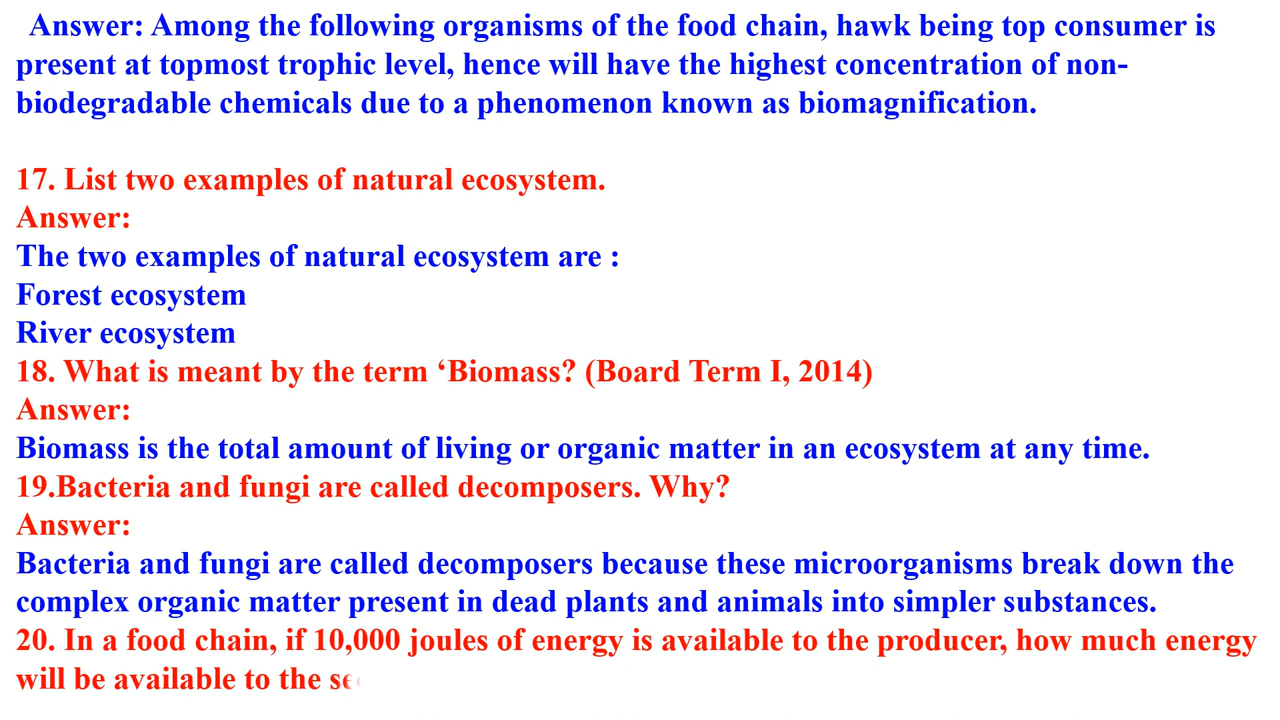 Answer: Among the following organisms of the food chain, hawk being top consumer is
present at topmost trophic level, hence will have the highest concentration of non-
biodegradable chemicals due to a phenomenon known as biomagnification.
17. List two examples of natural ecosystem.
Answer:
The two examples of natural ecosystem are :
Forest ecosystem
River ecosystem
18. What is meant by the term ‘Biomass? (Board Term I, 2014)
Answer:
Biomass is the total amount of living or organic matter in an ecosystem at any time.
19.Bacteria and fungi are called decomposers. Why?
Answer:
Bacteria and fungi are called decomposers because these microorganisms break down the
complex organic matter present in dead plants and animals into simpler substances.
20. In a food chain, if 10,000 joules of energy is available to the producer, how much energy
will be available to the